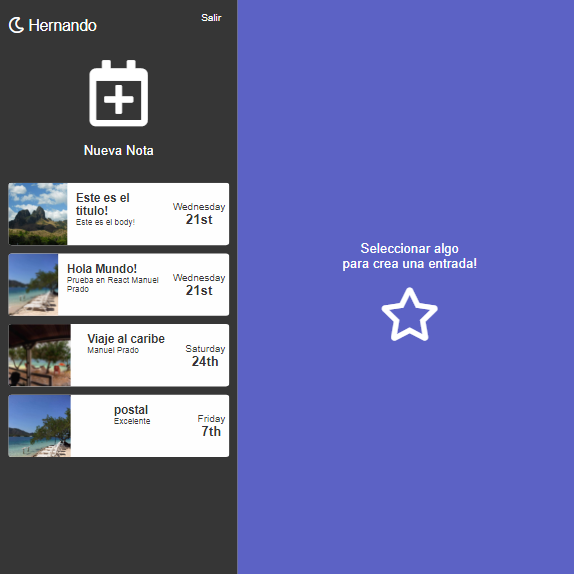 Hernando
Salir
Nueva Nota
Este es el
titulo!
Este es el body!
Wednesday
21st
Hola Mundo!
Prueba en React Manuel
Prado
Wednesday
21st
Viaje al caribe
Manuel Prado
Saturday
24th
postal
Excelente
Friday
7th
Seleccionar algo
para crea una entrada!